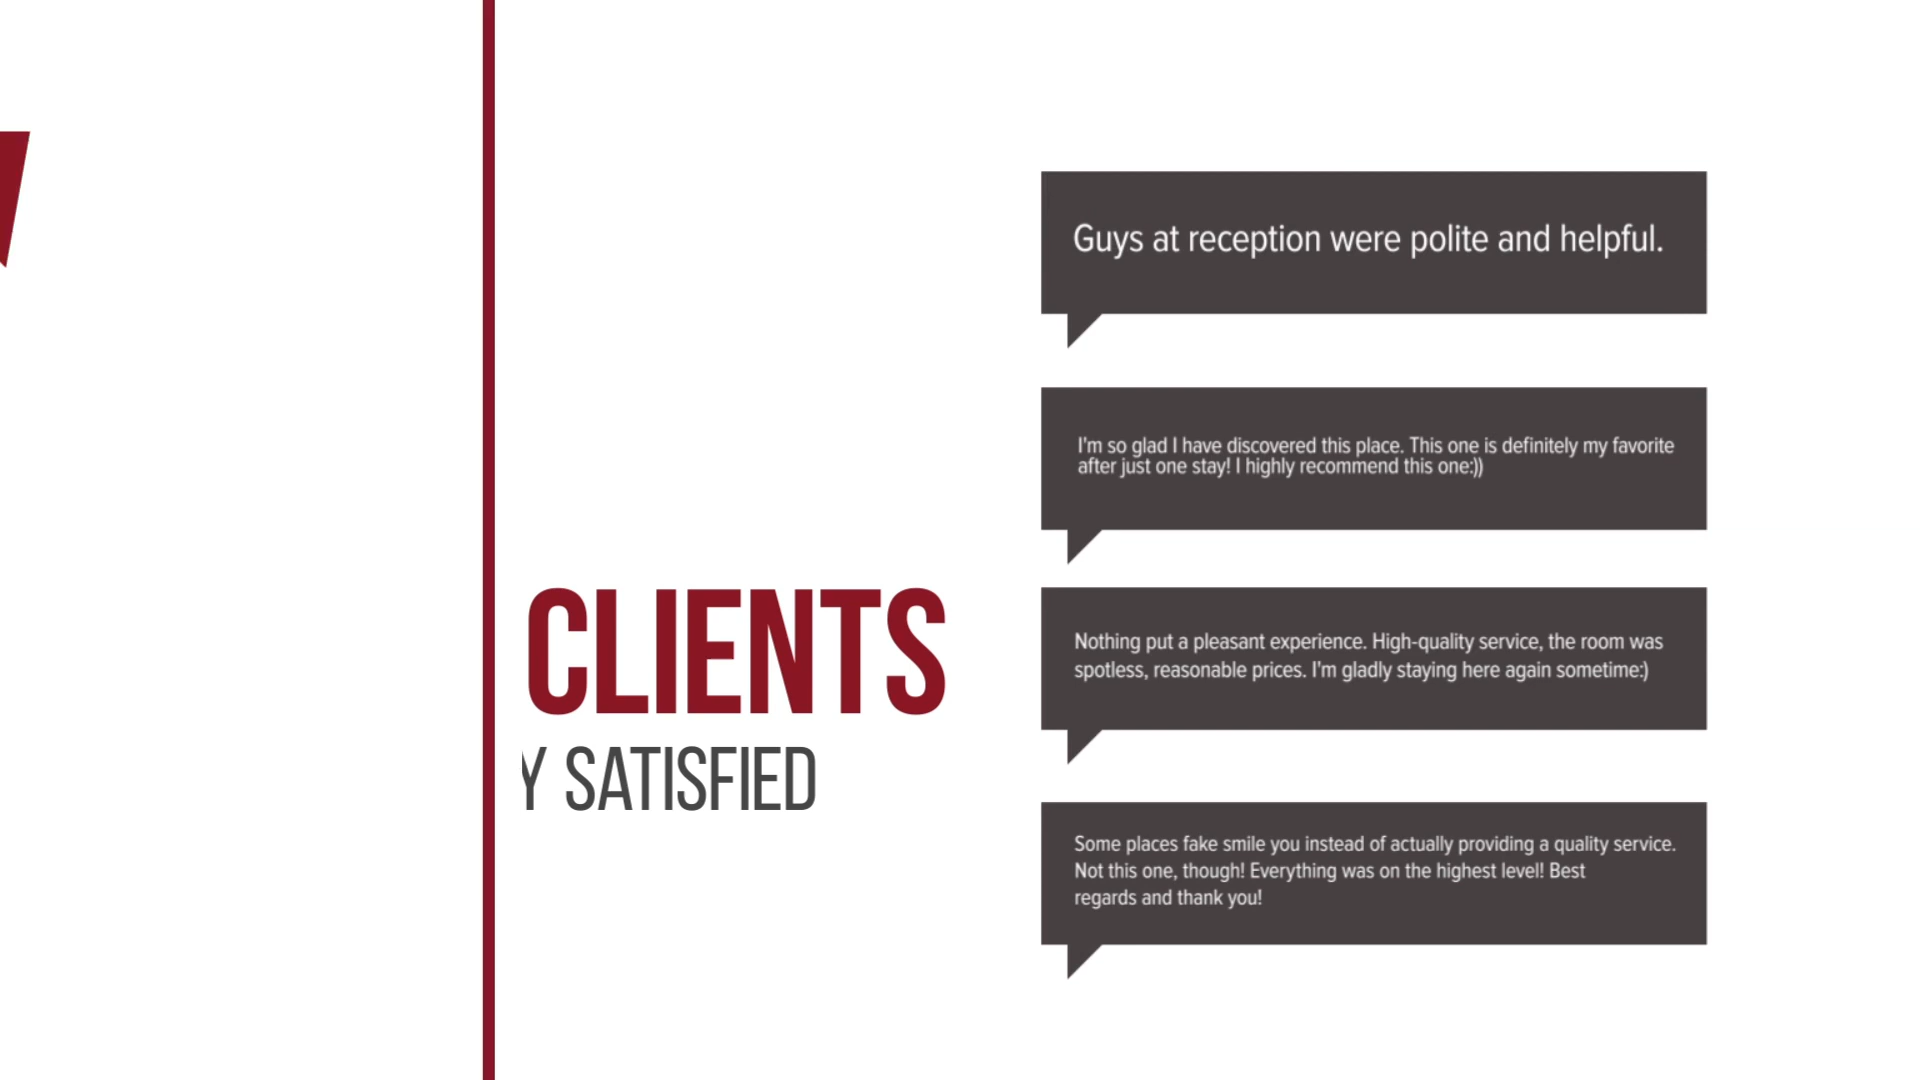 CLIENTS
Y SATISFIED
Guys at reception were polite and helpful.
I'm so glad I have discovered this place. This one is definitely my favorite
after just one stay! I highly recommend this one:))
Nothing put a pleasant experience. High-quality service, the room was
spotless, reasonable prices. I'm gladly staying here again sometime:)
Some places fake smile you instead of actually providing a quality service.
Not this one, though! Everything was on the highest level! Best
regards and thank you!